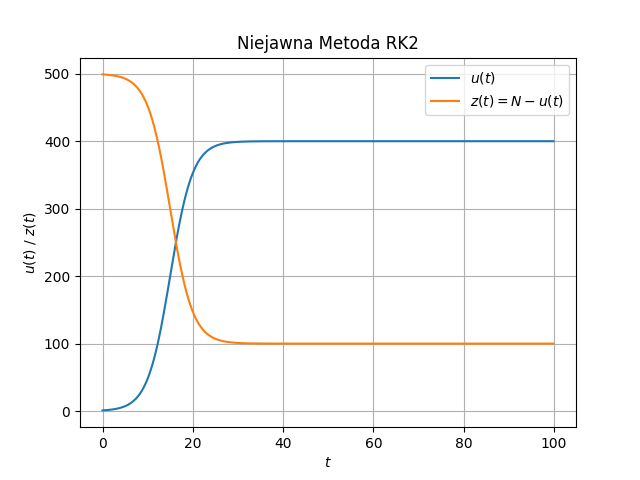 Niejawna Metoda RK2
u(t)
z(t) = N − u(t)
u(t) / z(t)
500
400
300
200
100
0
0 20 40 60 80 100
t